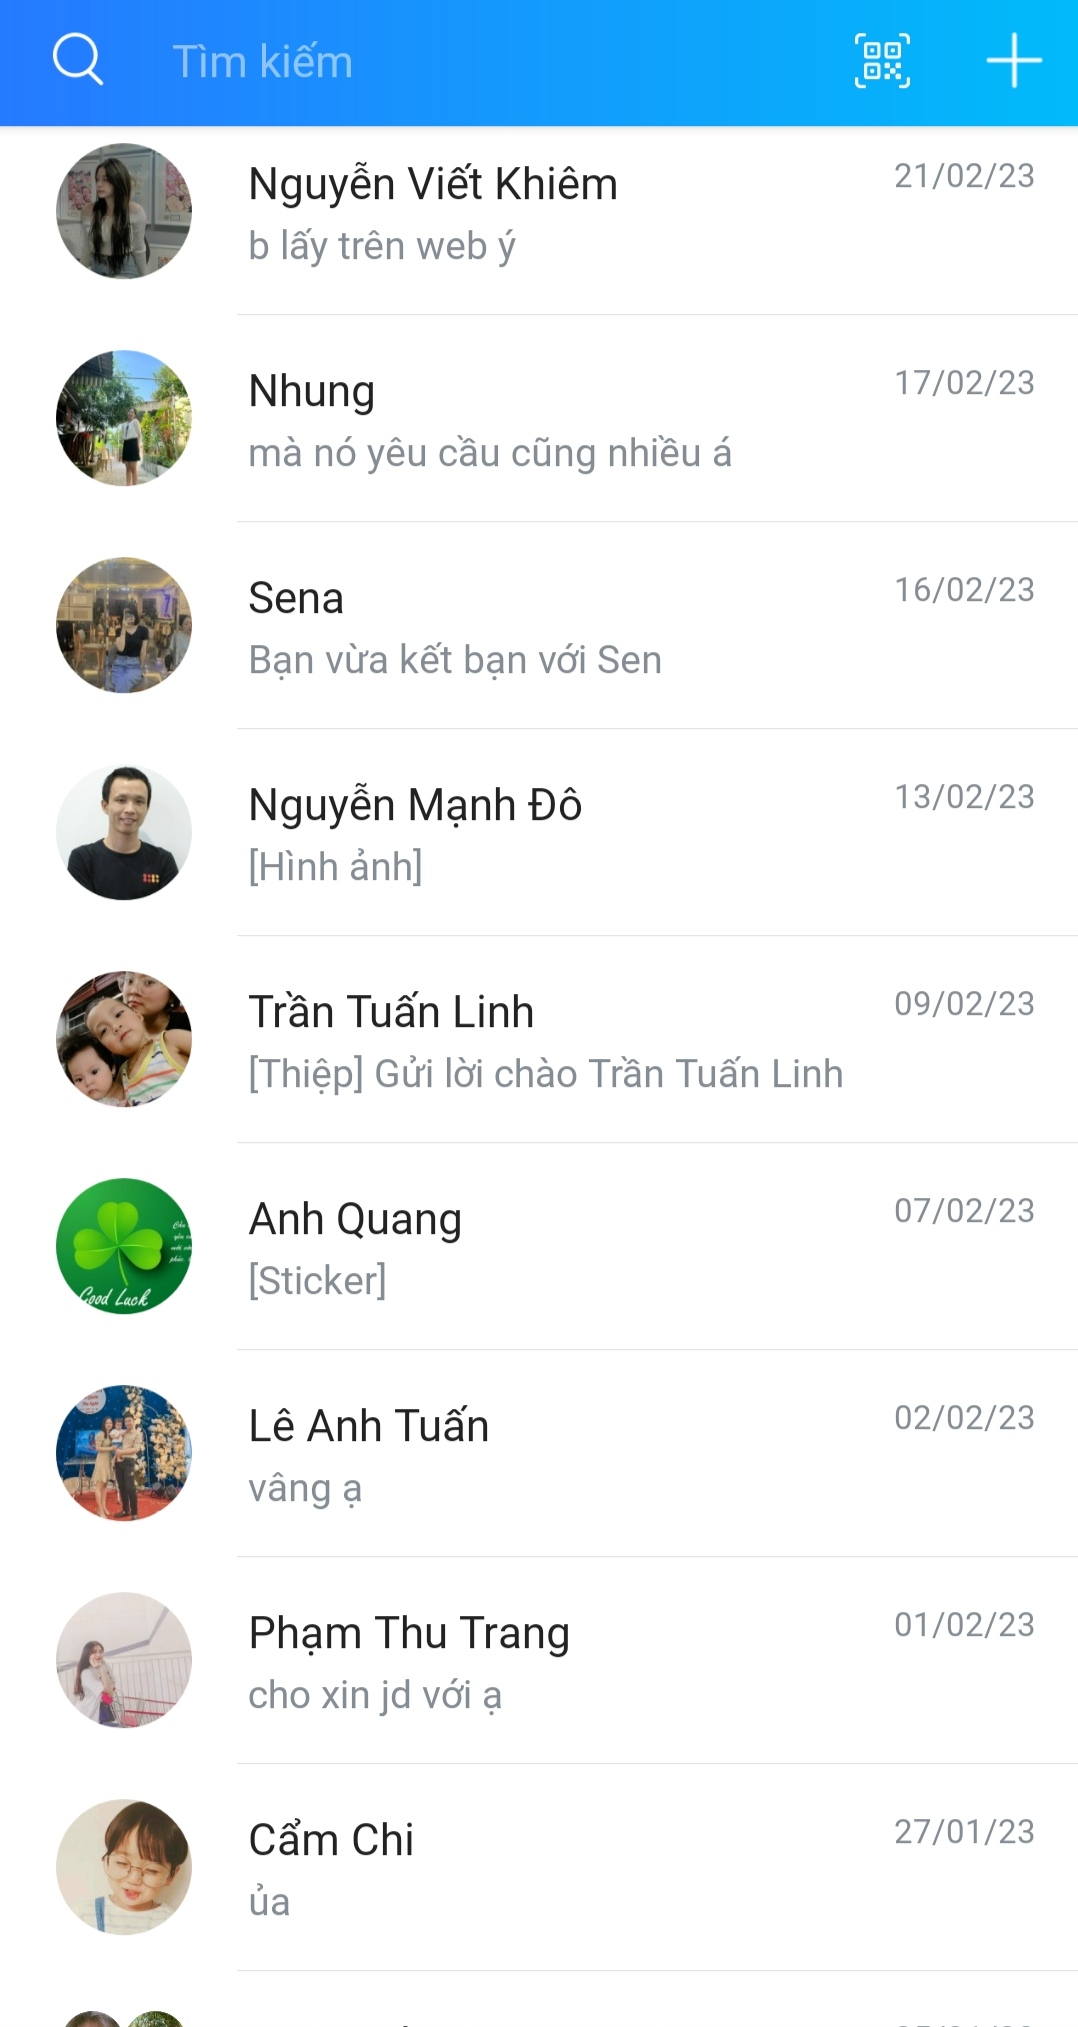 Tìm kiếm
Nguyễn Viết Khiêm
21/02/23
b lấy trên web ý
Nhung
17/02/23
mà nó yêu cầu cũng nhiều á
Sena
16/02/23
Bạn vừa kết bạn với Sen
Nguyễn Mạnh Đô
13/02/23
[Hình ảnh]
Trần Tuấn Linh
09/02/23
[Thiệp] Gửi lời chào Trần Tuấn Linh
Anh Quang
07/02/23
Good Luck
[Sticker]
Lê Anh Tuấn
02/02/23
vâng ạ
Phạm Thu Trang
01/02/23
cho xin jd với ạ
Cẩm Chi
27/01/23
ủa